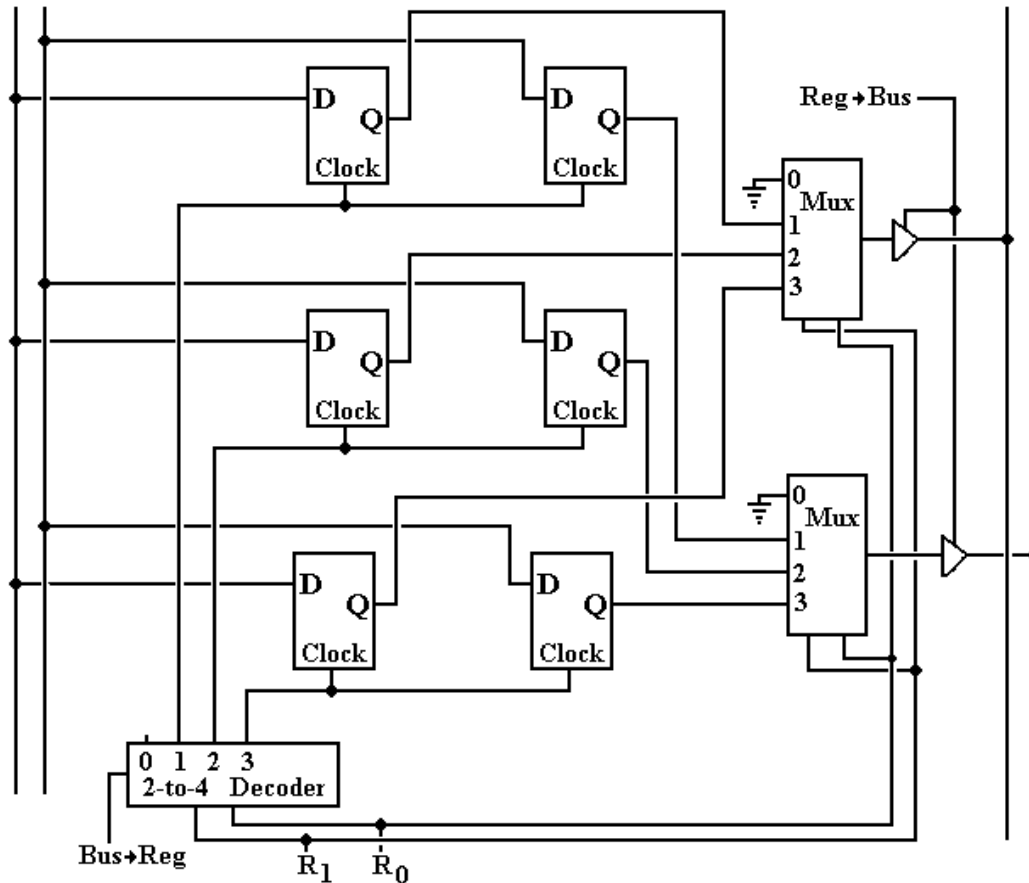 D
Q
Clock
D
Q
Clock
Reg→Bus
0
Mux
1
2
3
D
Q
Clock
D
Q
Clock
0
Mux
1
2
3
D
Q
Clock
D
Q
Clock
0 1 2 3
2-to-4 Decoder
Bus→Reg
R1
R0